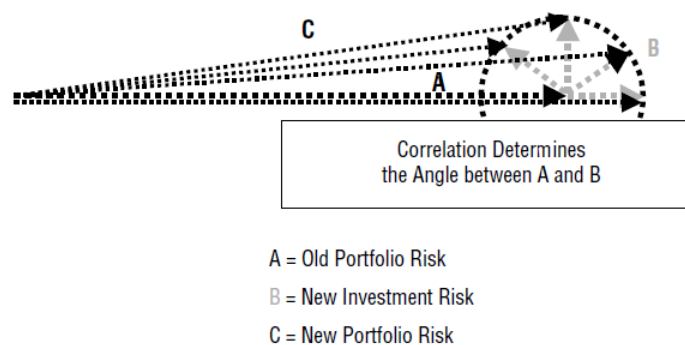 C
B
A
Correlation Determines
the Angle between A and B
A = Old Portfolio Risk
B = New Investment Risk
C = New Portfolio Risk